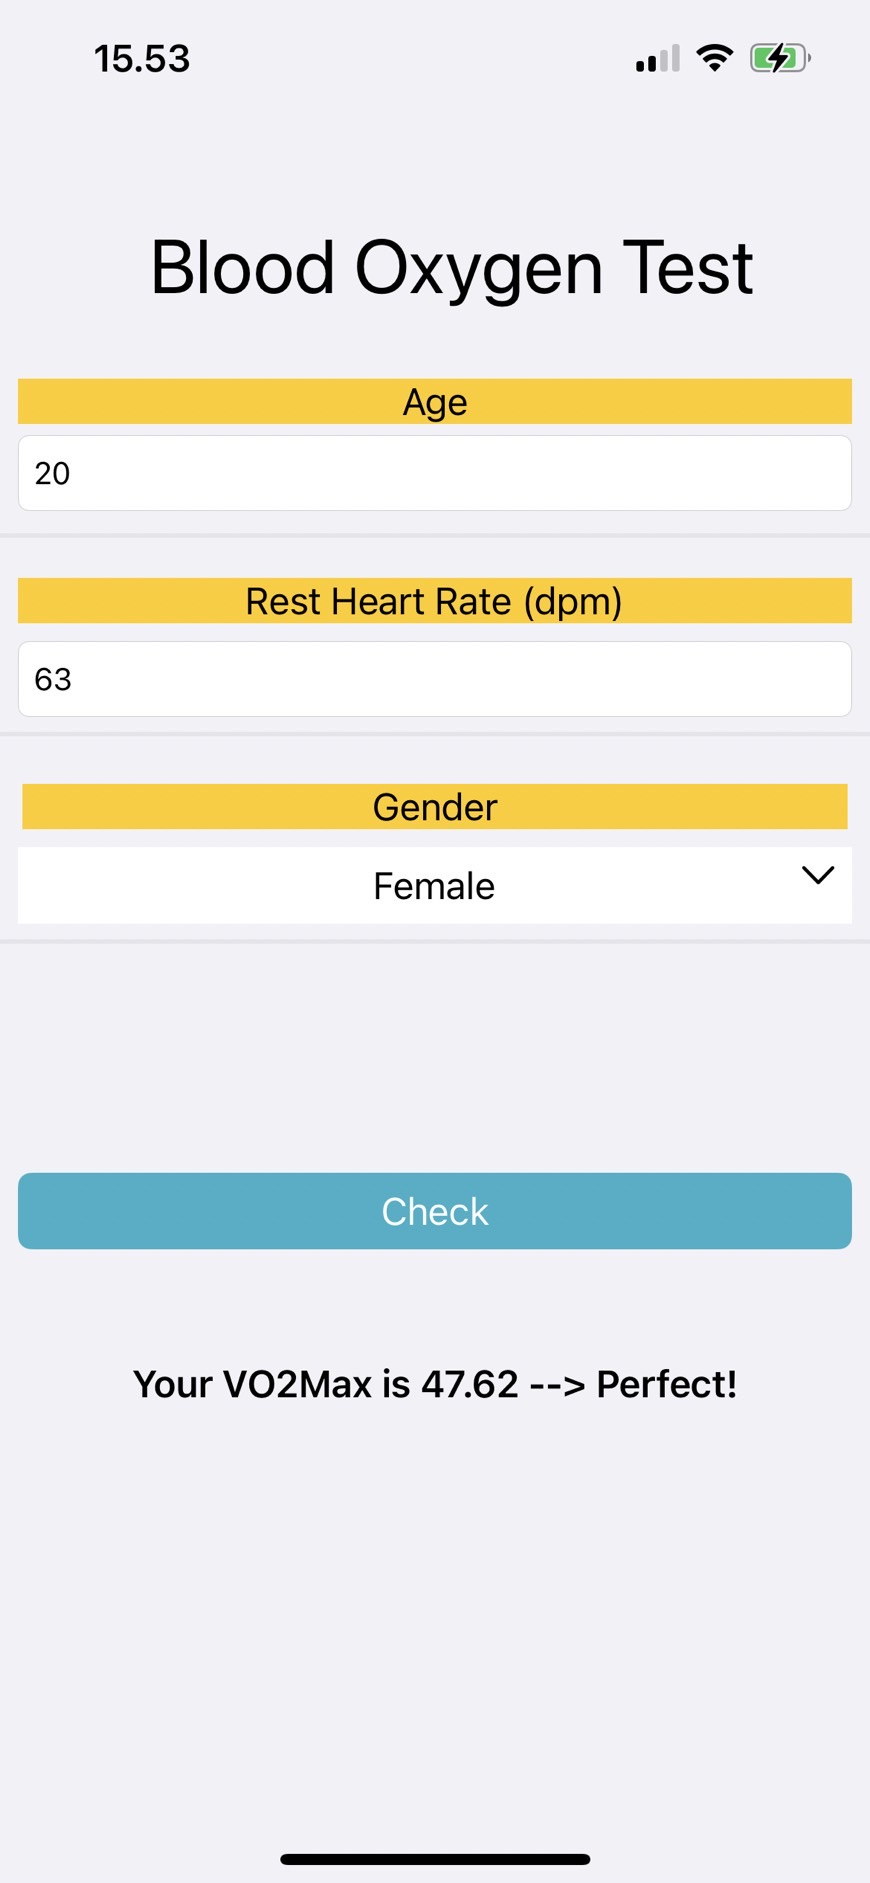 15.53
Blood Oxygen Test
Age
20
Rest Heart Rate (dpm)
63
Gender
Female
Check
Your VO2Max is 47.62 --> Perfect!